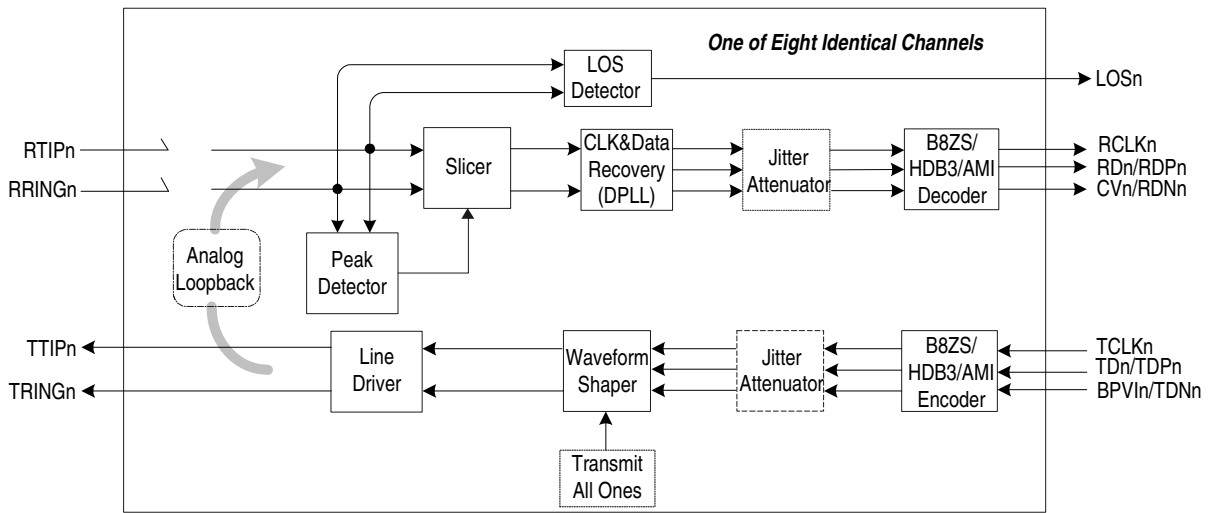 One of Eight Identical Channels
LOS
Detector
LOSn
RTIPn
RRINGn
Slicer
CLK&Data
Recovery
(DPLL)
Jitter
Attenuator
B8ZS/
HDB3/AMI
Decoder
RCLKn
RDn/RDPn
CVn/RDNn
Analog
Loopback
Peak
Detector
TTIPn
TRINGn
Line
Driver
Waveform
Shaper
Jitter
Attenuator
B8ZS/
HDB3/AMI
Encoder
TCLKn
TDn/TDPn
BPVIn/TDNn
Transmit
All Ones